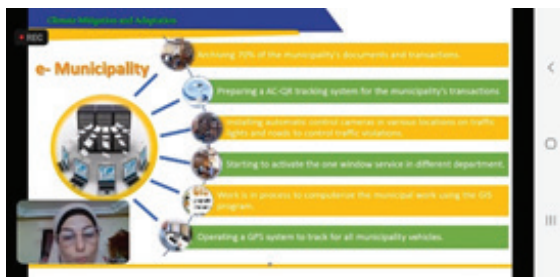 Climate Mitigation and Adaptation
REC
e- Municipality
Archiving 70% of the municipality's documents and transactions.
Preparing a AC-QR tracking system for the municipality's transactions
Installing automatic control cameras in various locations on traffic
lights and roads to control traffic violations.
Starting to activate the one window service in different department.
Work is in process to computerize the municipal work using the GIS
program.
Operating a GPS system to track for all municipality vehicles.